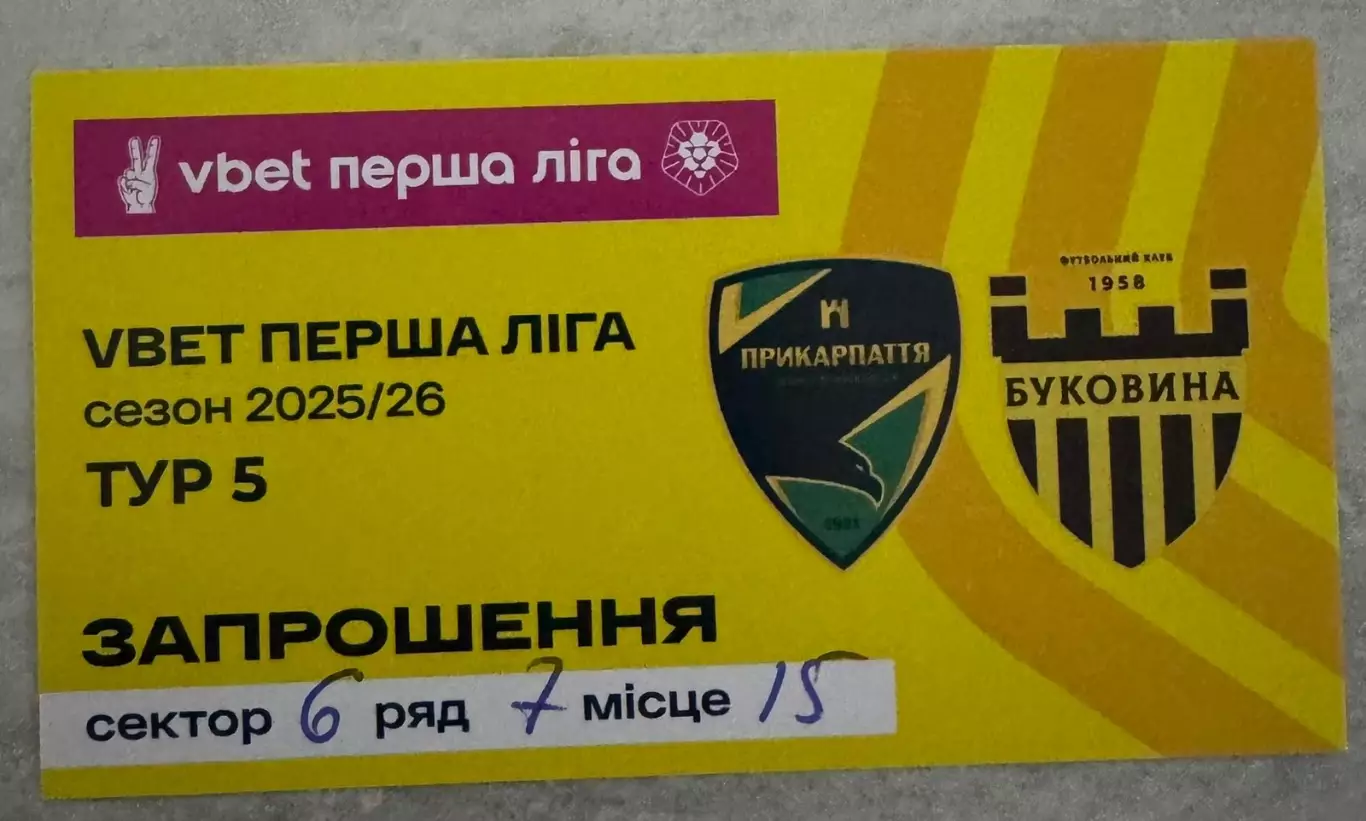 vbet перша ліга
VBET ПЕРША ЛІГА
сезон 2025/26
ТУР 5
ПРИКАРПАТТЯ
1981
ФУТБОЛЬНИЙ КЛУБ
1958
БУКОВИНА
ЗАПРОШЕННЯ
сектор 6 ряд 7 місце 15